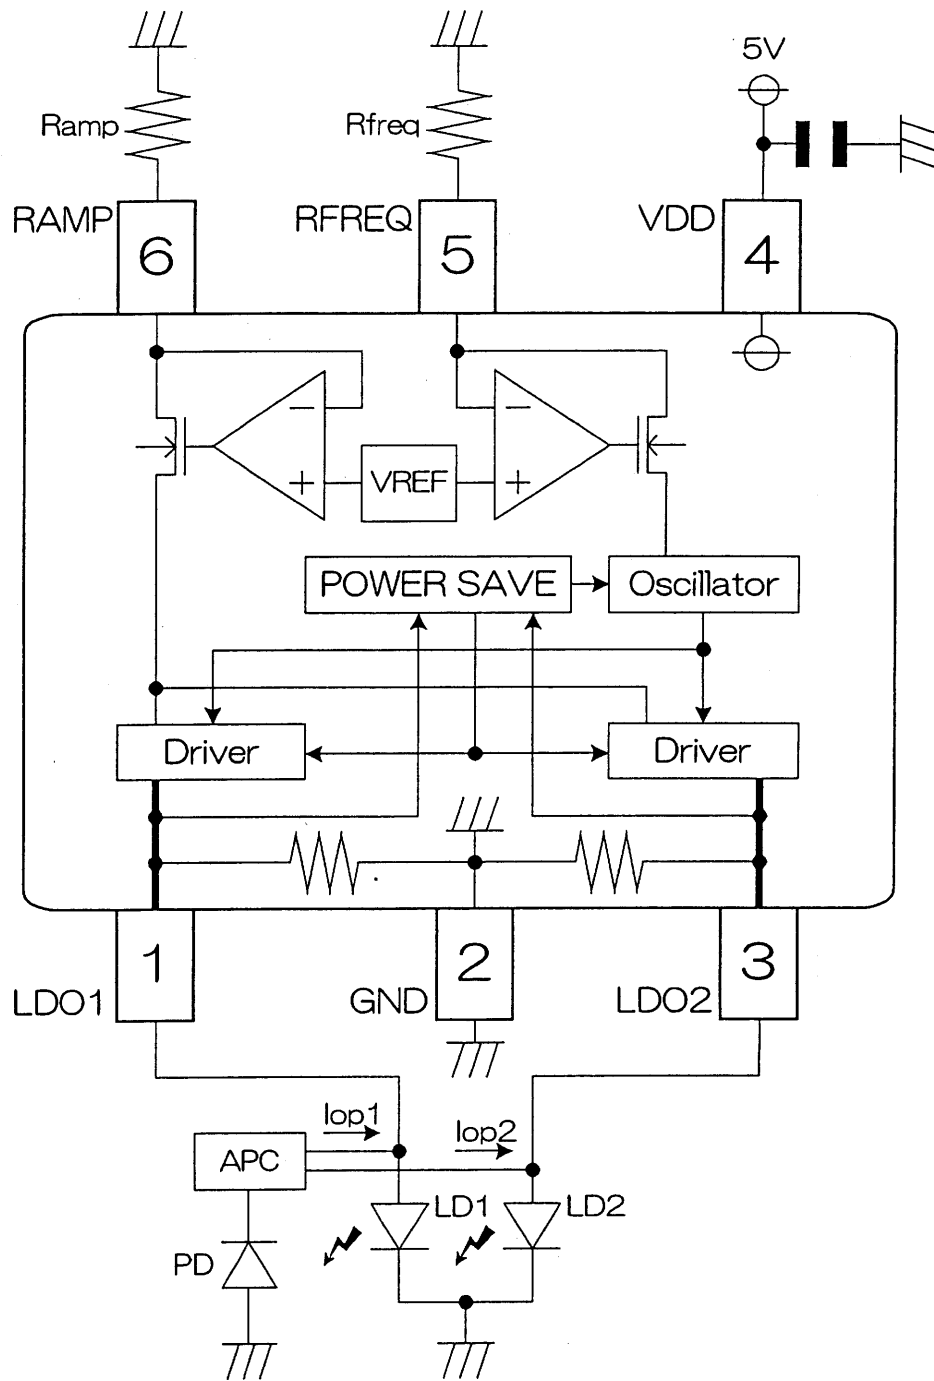 5V
Ramp
Rfreq
RAMP
6
RFREQ
5
VDD
4
−
−
+
VREF
+
POWER SAVE
Oscillator
Driver
Driver
1
2
3
LDO1
GND
LDO2
Iop1
Iop2
APC
LD1
LD2
PD